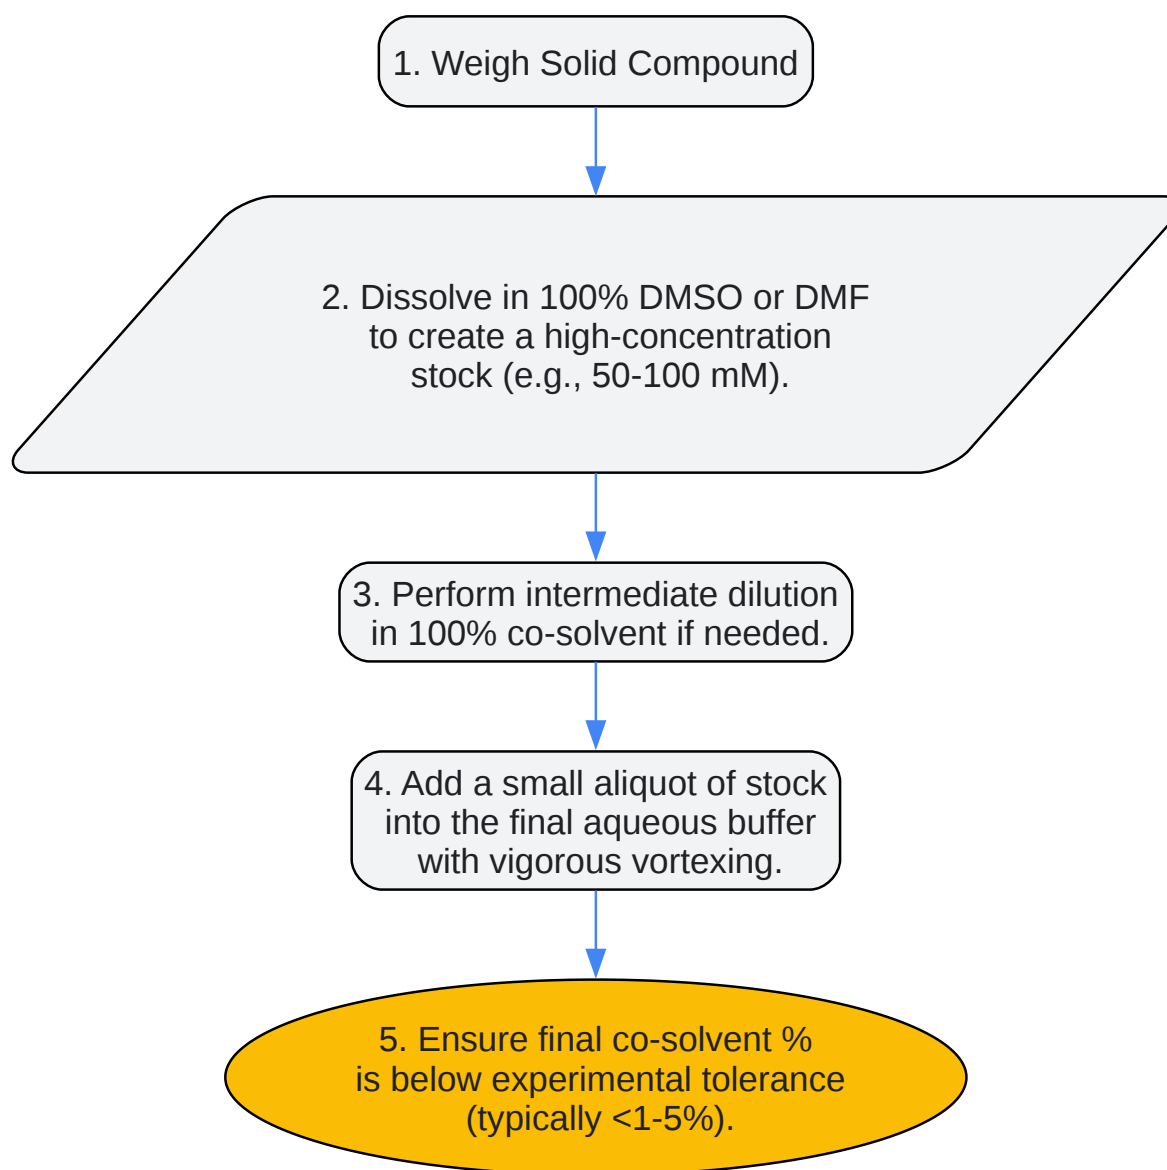 1. Weigh Solid Compound
2. Dissolve in 100% DMSO or DMF
to create a high-concentration
stock (e.g., 50-100 mM).
3. Perform intermediate dilution
in 100% co-solvent if needed.
4. Add a small aliquot of stock
into the final aqueous buffer
with vigorous vortexing.
5. Ensure final co-solvent %
is below experimental tolerance
(typically <1-5%).